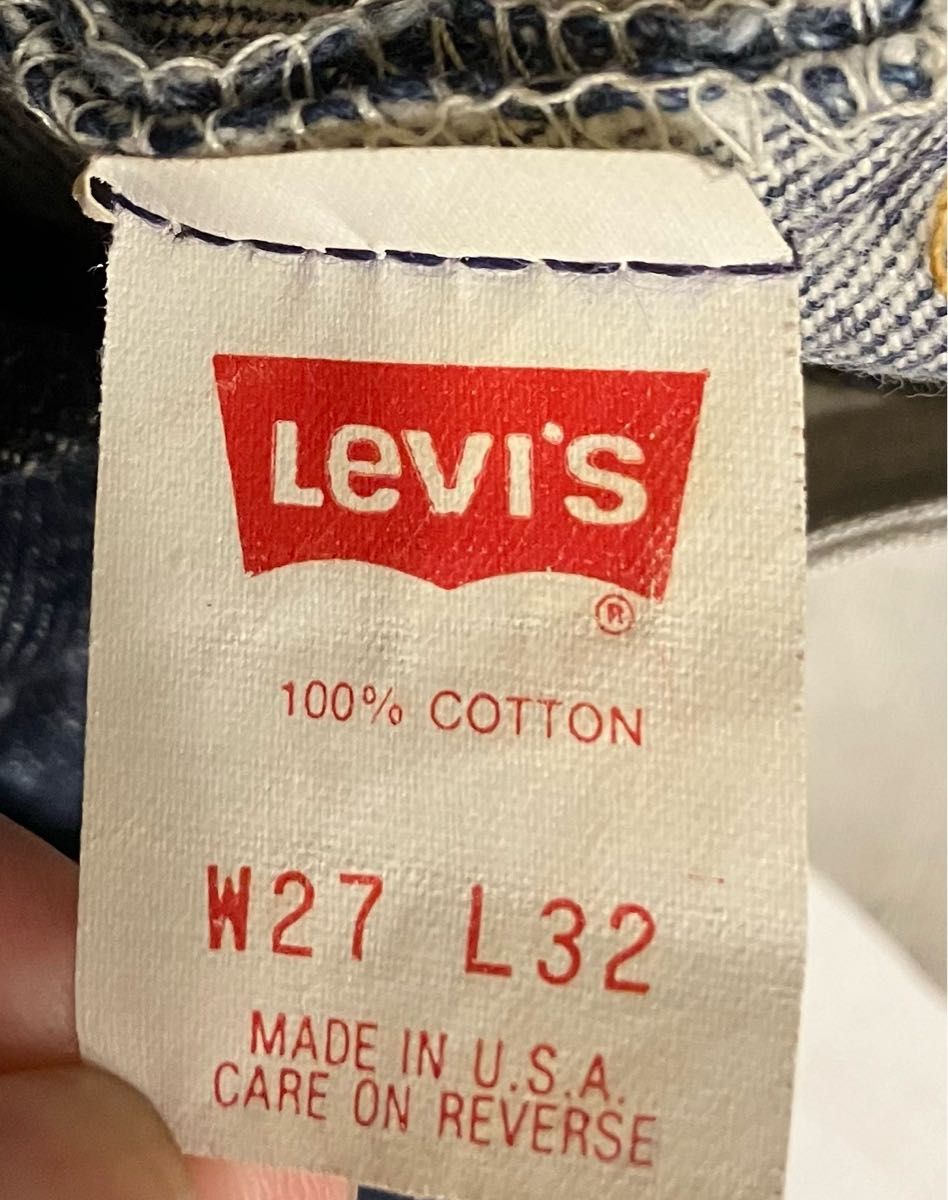 Levi's
®
100% COTTON
W27 L32
MADE IN U.S.A.
CARE ON REVERSE